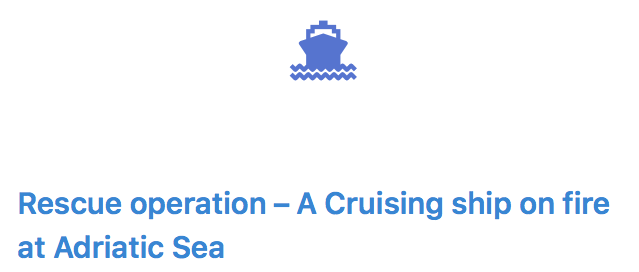 Rescue operation – A Cruising ship on fire
at Adriatic Sea